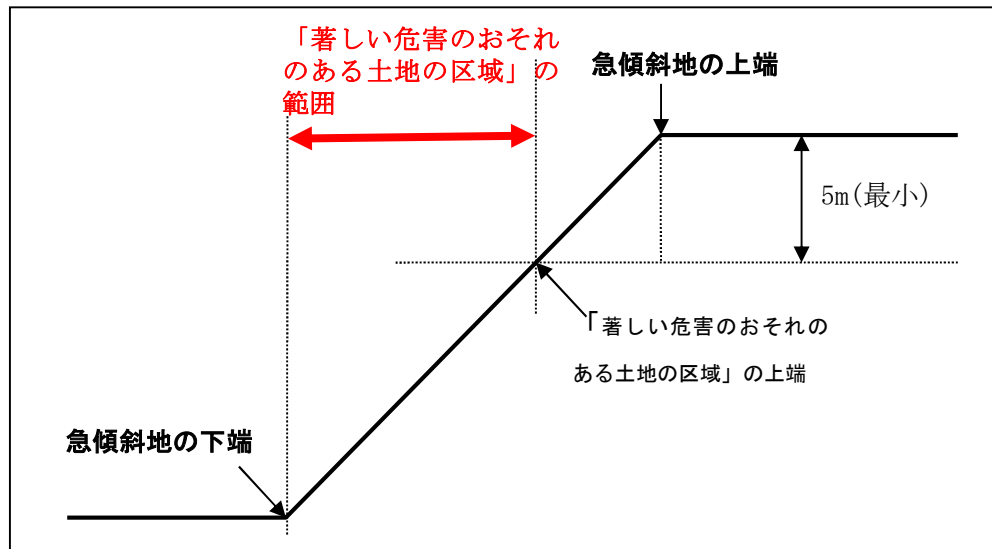 「著しい危害のおそれ
のある土地の区域」の
範囲
急傾斜地の上端
5m(最小)
「著しい危害のおそれの
ある土地の区域」の上端
急傾斜地の下端